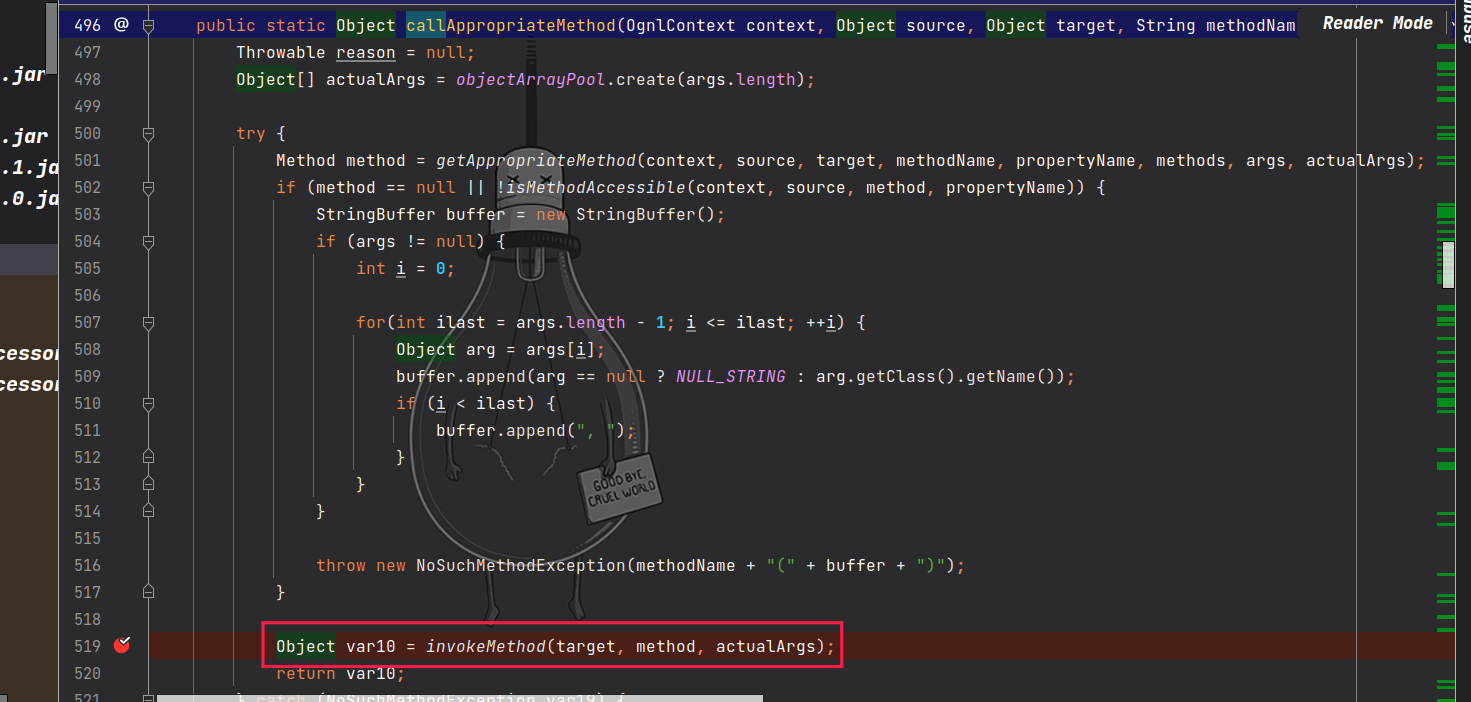 496 @ public static Object callAppropriateMethod(OgnlContext context, Object source, Object target, String methodNam Reader Mode
497 Throwable reason = null;
.jar
498 Object[] actualArgs = objectArrayPool.create(args.length);
499
.jar
500 try {
.1.ja
501 Method method = getAppropriateMethod(context, source, target, methodName, propertyName, methods, args, actualArgs);
.0.ja
502 if (method == null || !isMethodAccessible(context, source, method, propertyName)) {
503 StringBuffer buffer = new StringBuffer();
504 if (args != null) {
505 int i = 0;
506
507 for(int ilast = args.length - 1; i <= ilast; ++i) {
cessor
508 Object arg = args[i];
cessor
509 buffer.append(arg == null ? NULL_STRING : arg.getClass().getName());
510 if (i < ilast) {
511 buffer.append(", ");
512 }
513 }
GOOD BYE,
CRUEL WORLD
514 }
515
516 throw new NoSuchMethodException(methodName + "(" + buffer + ")");
517 }
518
519 Object var10 = invokeMethod(target, method, actualArgs);
520 return var10;
521 } catch (NoSuchMethodException var19) {